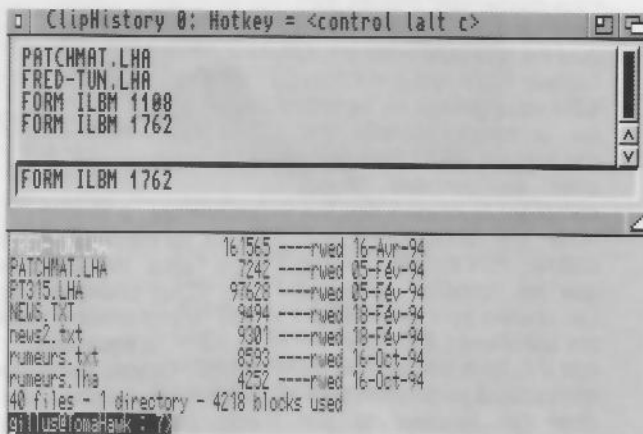 ClipHistory 0: Hotkey = <control lalt c>
PATCHMAT.LHA
FRED-TUN.LHA
FORM ILBM 1108
FORM ILBM 1762
FORM ILBM 1762
FRED-TUN.LHA 161565 ----rwed 16-Avr-94
PATCHMAT.LHA 7242 ----rwed 05-Fév-94
PT315.LHA 97628 ----rwed 05-Fév-94
NEWS.TXT 9494 ----rwed 18-Fév-94
news2.txt 9301 ----rwed 18-Fév-94
rumeurs.txt 8593 ----rwed 16-Oct-94
rumeurs.lha 4252 ----rwed 16-Oct-94
40 files - 1 directory - 4218 blocks used
gillus@TomaHawk :